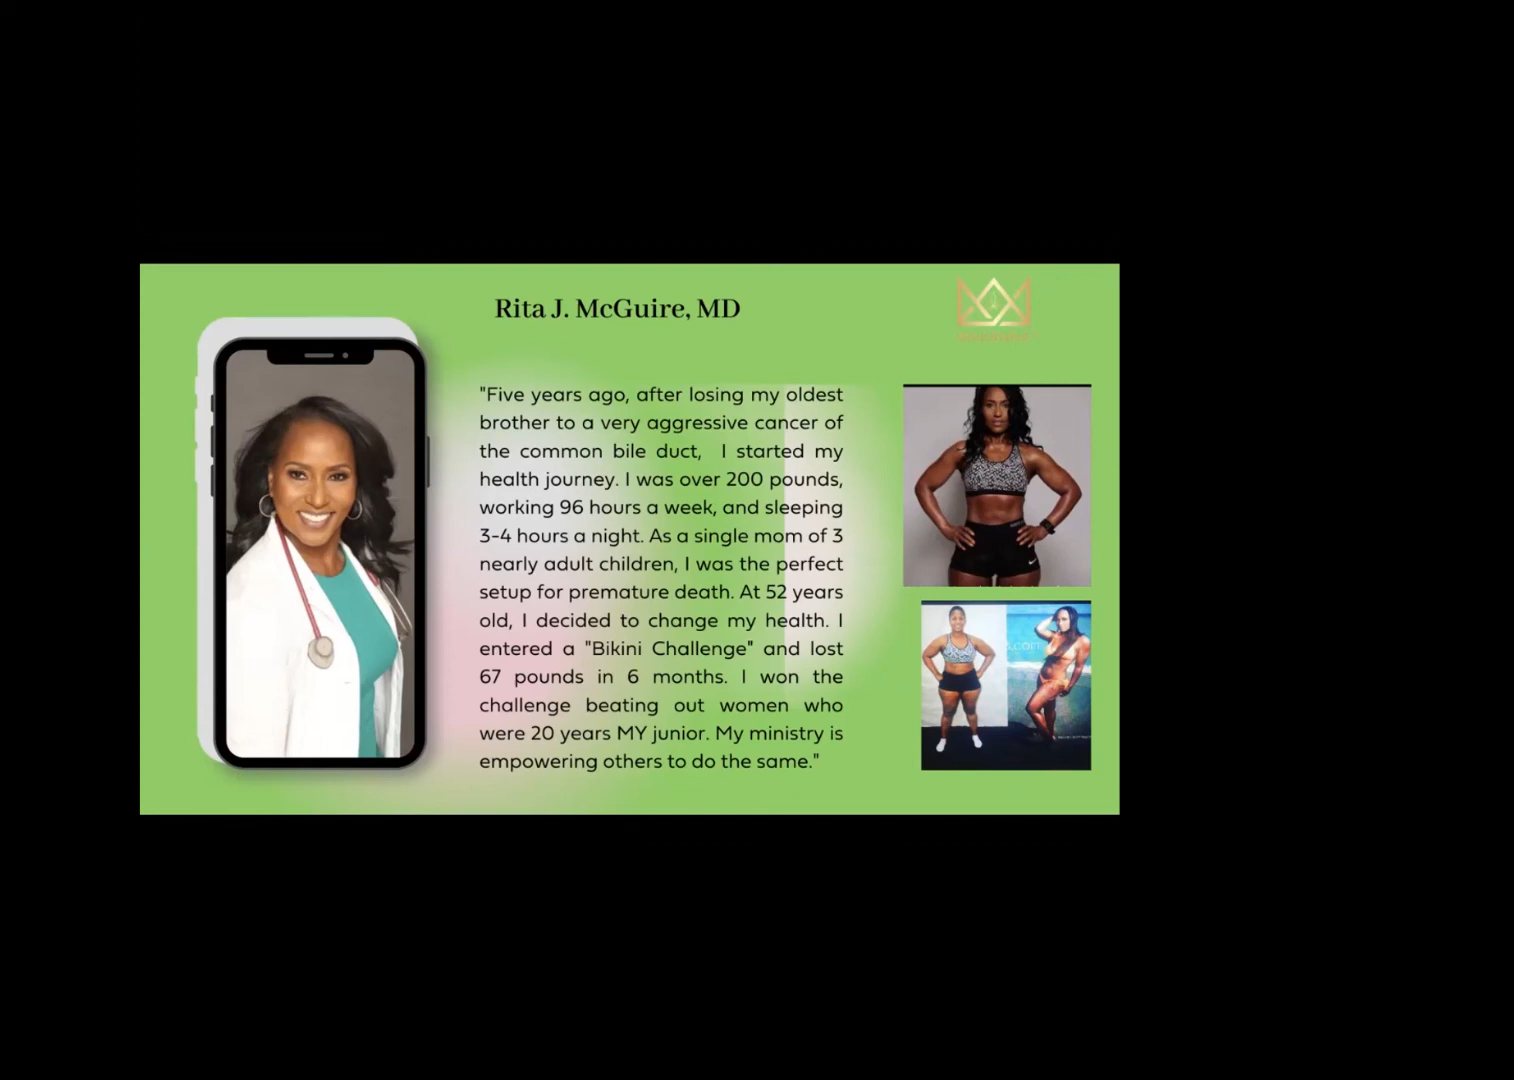 Rita J. McGuire, MD
"Five years ago, after losing my oldest
brother to a very aggressive cancer of
the common bile duct, I started my
health journey. I was over 200 pounds,
working 96 hours a week, and sleeping
3-4 hours a night. As a single mom of 3
nearly adult children, I was the perfect
setup for premature death. At 52 years
old, I decided to change my health. I
entered a "Bikini Challenge" and lost
67 pounds in 6 months. I won the
challenge beating out women who
were 20 years MY junior. My ministry is
empowering others to do the same."
s.com